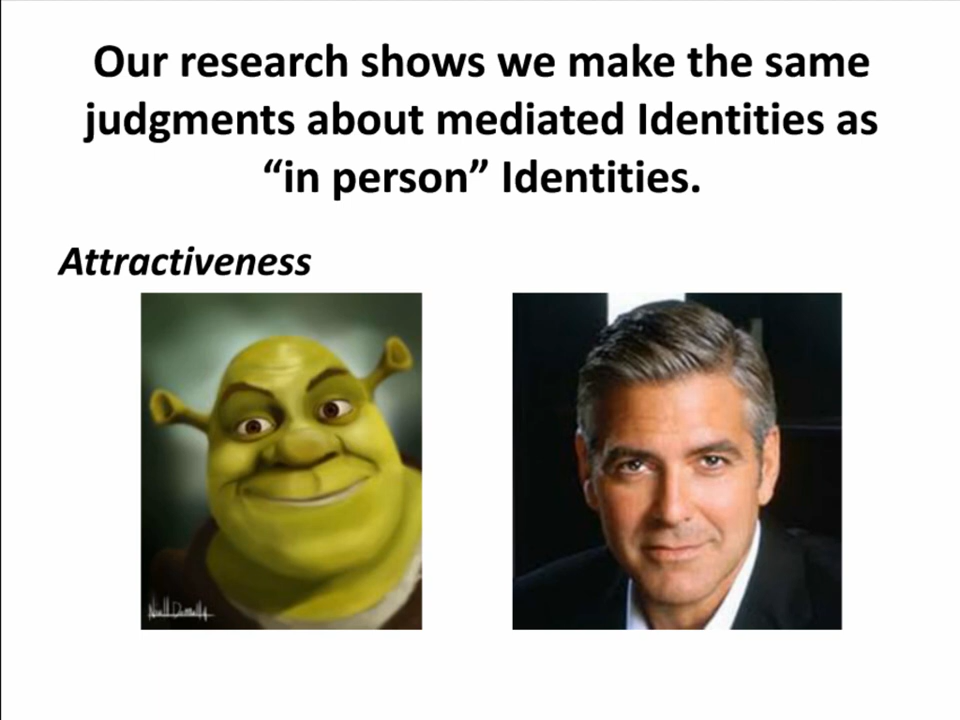 Our research shows we make the same
judgments about mediated Identities as
“in person” Identities.
Attractiveness